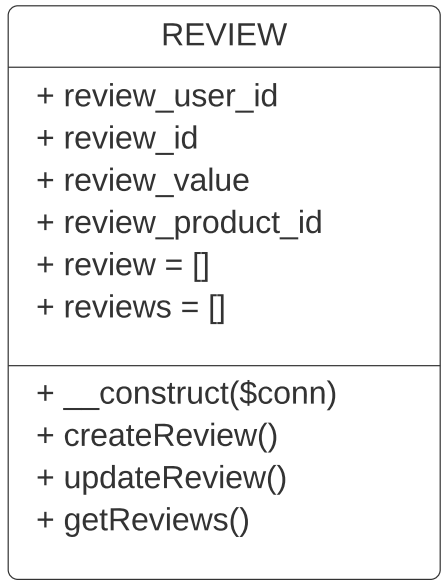 REVIEW
+ review_user_id
+ review_id
+ review_value
+ review_product_id
+ review = []
+ reviews = []
+ __construct($conn)
+ createReview()
+ updateReview()
+ getReviews()